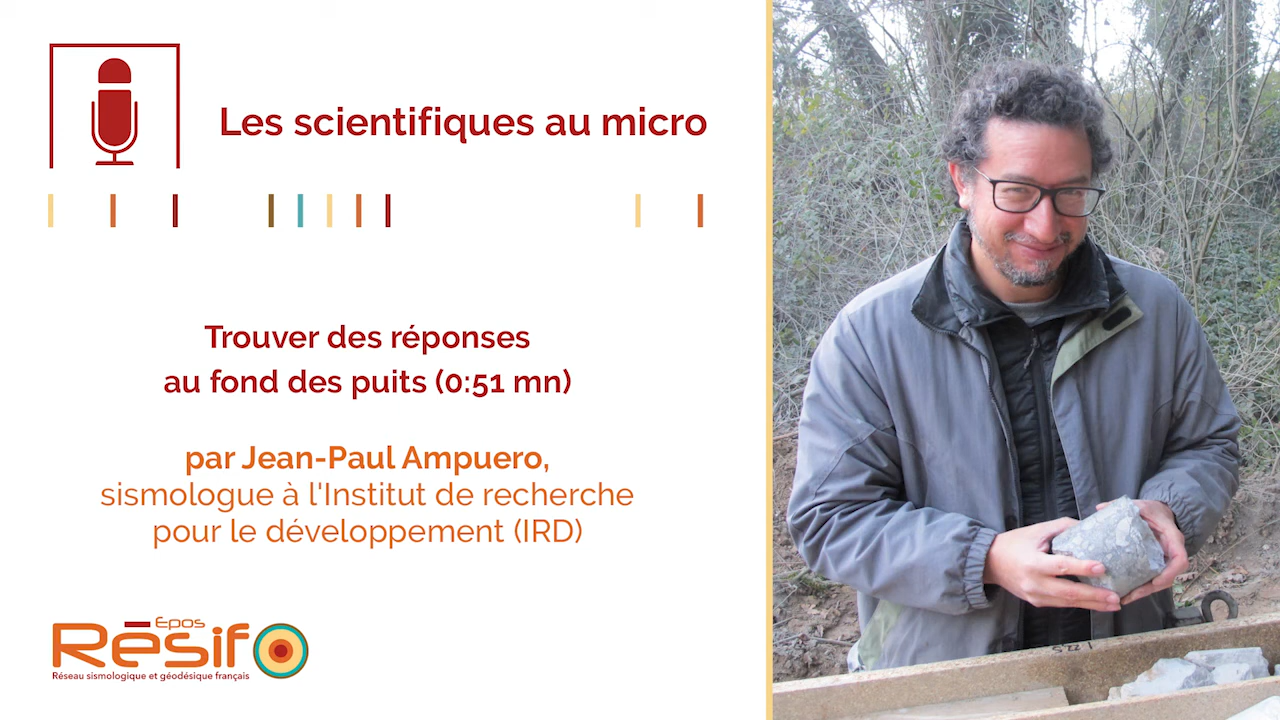 Les scientifiques au micro
Trouver des réponses
au fond des puits (0:51 mn)
par Jean-Paul Ampuero,
sismologue à l'Institut de recherche
pour le développement (IRD)
Epos
Résif
Réseau sismologique et géodésique français